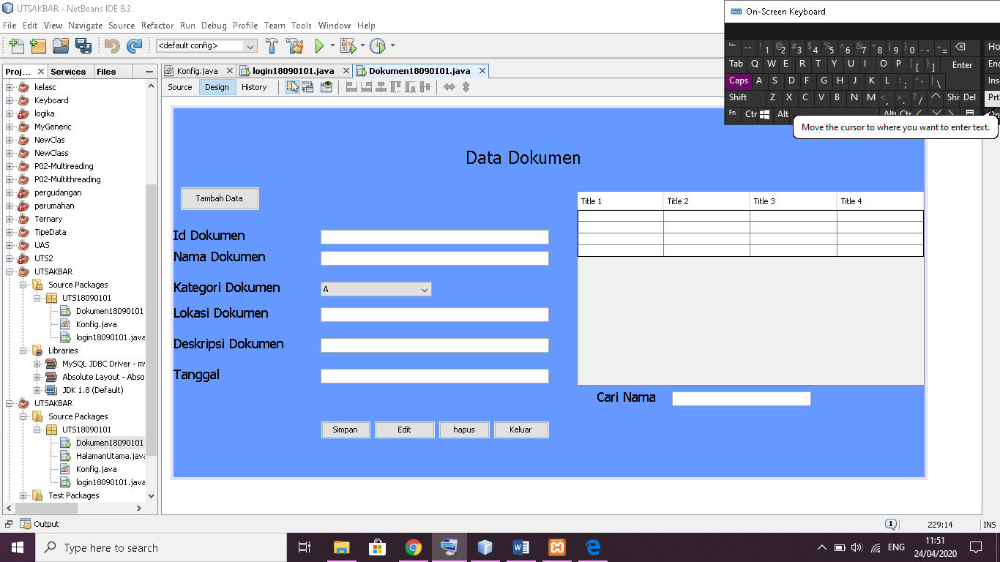 UTSAKBAR - NetBeans IDE 8.2
File Edit View Navigate Source Refactor Run Debug Profile Team Tools Window Help
<default config>
On-Screen Keyboard
Esc ~` ! 1 @ 2 # 3 $ 4 % 5 ^ 6 & 7 * 8 ( 9 ) 0 _ - + = Ho
Tab Q W E R T Y U I O P { [ } ] Enter Enc
Caps A S D F G H J K L : ; " ' | \ Ins
Shift Z X C V B N M < , > . ? / Shi Del Prt
Fn Ctr Alt Alt Ctr
Move the cursor to where you want to enter text.
Proj... Services Files
Konfig.java login18090101.java Dokumen18090101.java
Source Design History
kelasc
Keyboard
logika
MyGeneric
NewClas
NewClass
P02-Multireading
P02-Multithreading
pergudangan
perumahan
Ternary
TipeData
UAS
UTS2
UTSAKBAR
Source Packages
UTS18090101
Dokumen18090101
Konfig.java
login18090101.java
Libraries
MySQL JDBC Driver - my
Absolute Layout - Abso
JDK 1.8 (Default)
UTSAKBAR
Source Packages
UTS18090101
Dokumen18090101
HalamanUtama.java
Konfig.java
login18090101.java
Test Packages
Data Dokumen
Tambah Data
Id Dokumen
Nama Dokumen
Kategori Dokumen A
Lokasi Dokumen
Deskripsi Dokumen
Tanggal
Simpan Edit hapus Keluar
Title 1 Title 2 Title 3 Title 4
Cari Nama
Output
1 229:14 INS
Type here to search
ENG
11:51
24/04/2020